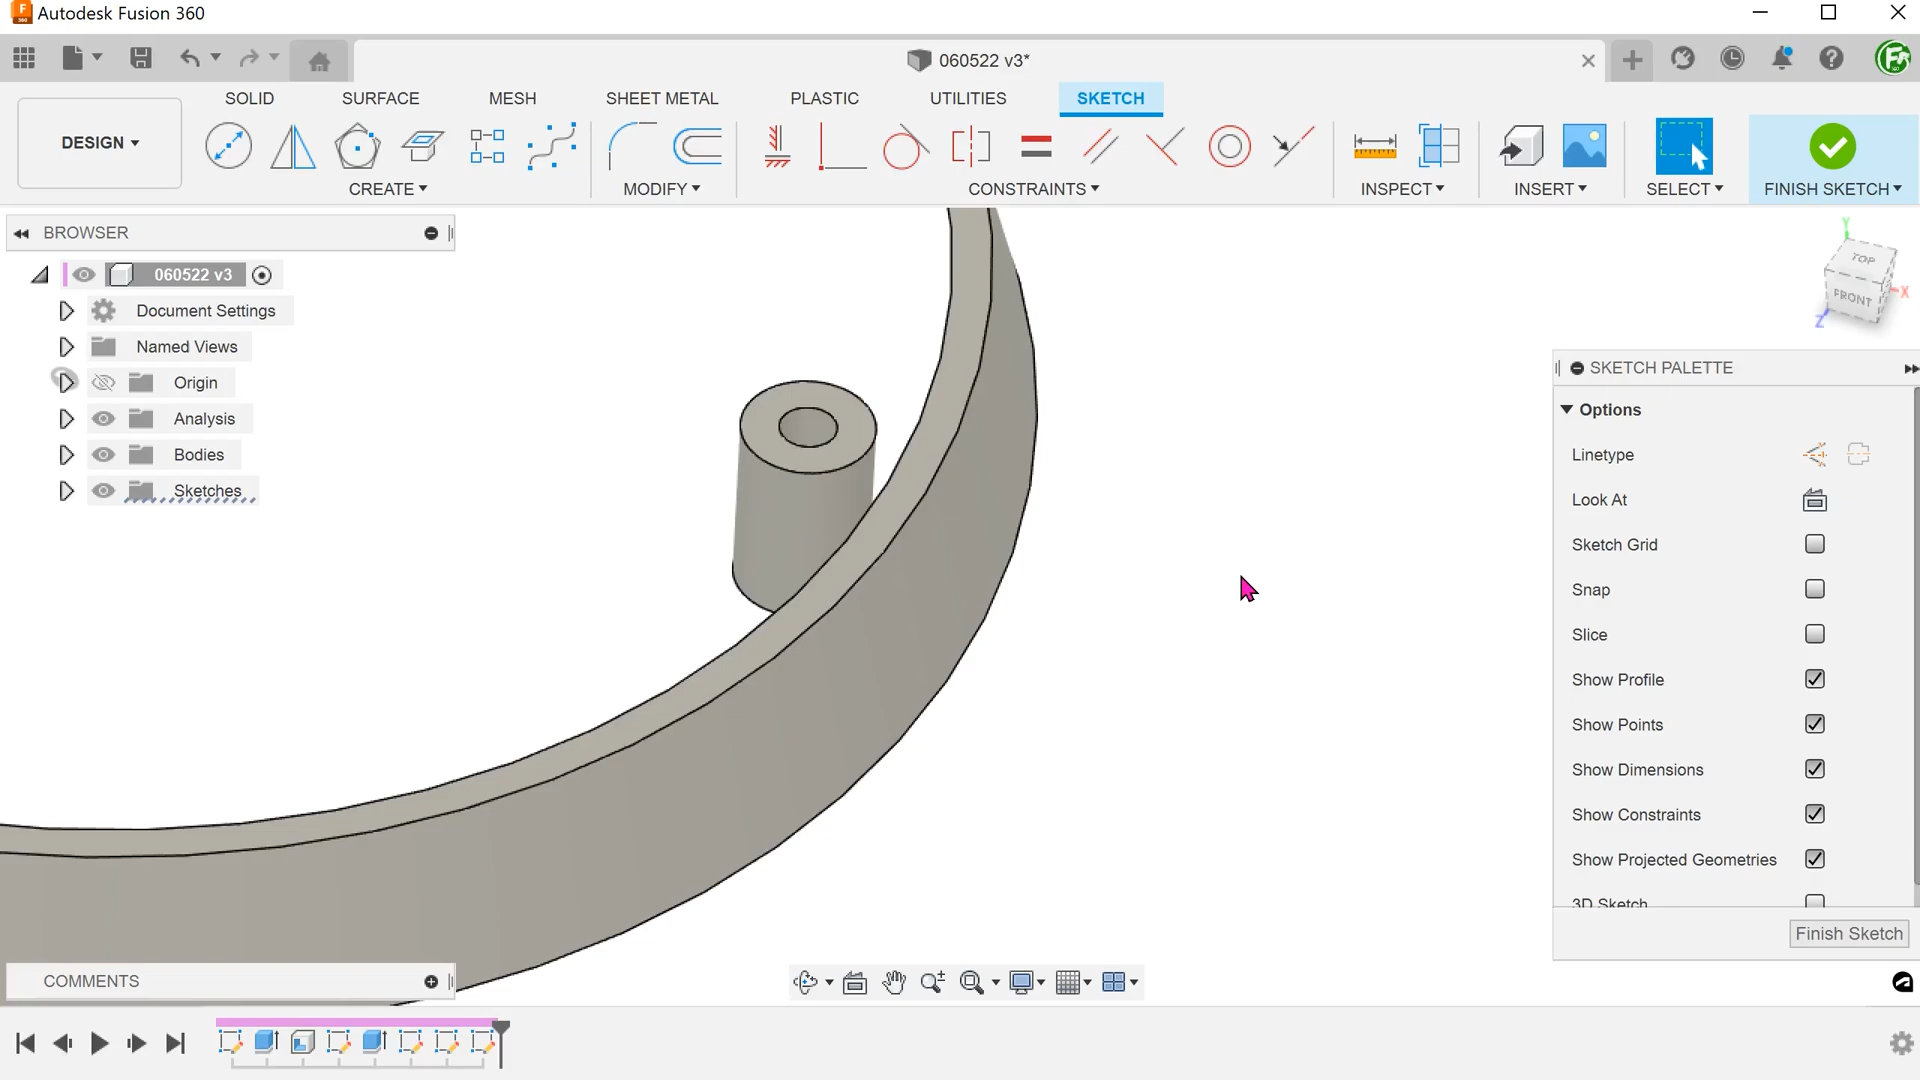 F
360
Autodesk Fusion 360
060522 v3*
DESIGN
SOLID
SURFACE
MESH
SHEET METAL
PLASTIC
UTILITIES
SKETCH
CREATE
MODIFY
CONSTRAINTS
INSPECT
INSERT
SELECT
FINISH SKETCH
BROWSER
060522 v3
Document Settings
Named Views
Origin
Analysis
Bodies
Sketches
Y
TOP
FRONT
X
Z
SKETCH PALETTE
Options
Linetype
Look At
Sketch Grid
Snap
Slice
Show Profile
Show Points
Show Dimensions
Show Constraints
Show Projected Geometries
3D Sketch
Finish Sketch
COMMENTS